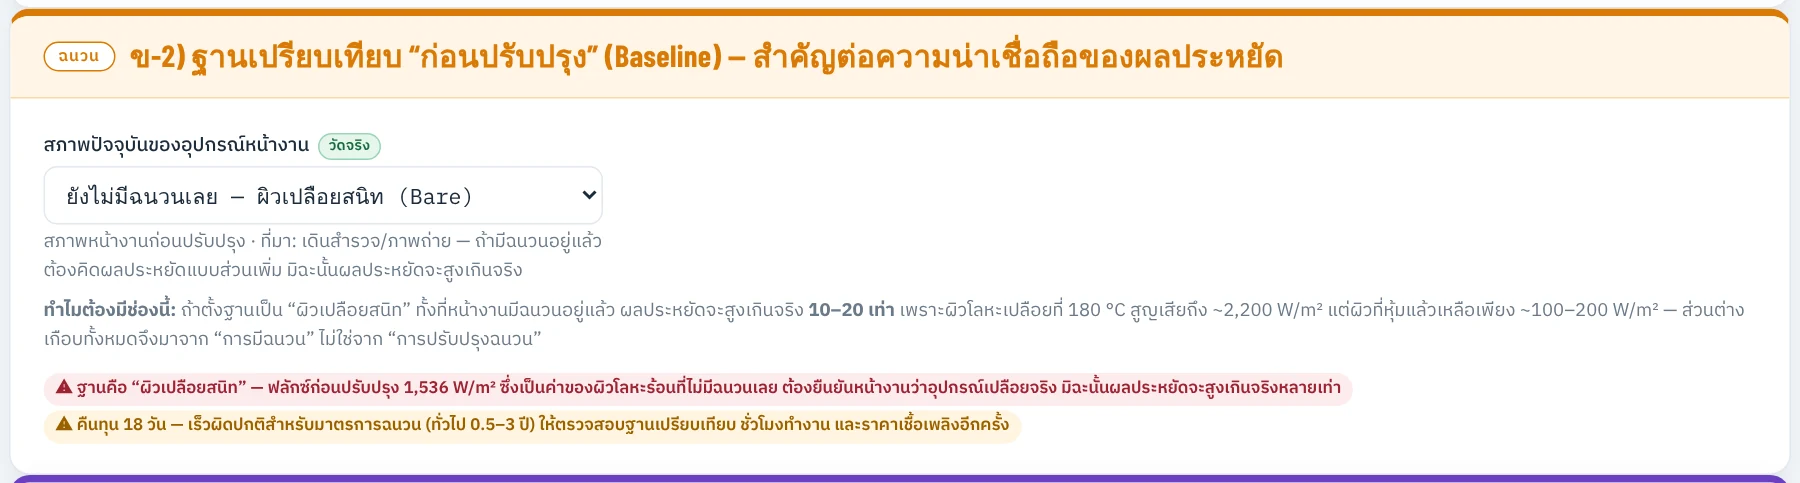 ฉนวน ข-2) ฐานเปรียบเทียบ “ก่อนปรับปรุง” (Baseline) — สำคัญต่อความน่าเชื่อถือของผลประหยัด
สภาพปัจจุบันของอุปกรณ์หน้างาน วัดจริง
ยังไม่มีฉนวนเลย — ผิวเปลือยสนิท (Bare)
สภาพหน้างานก่อนปรับปรุง · ที่มา: เดินสำรวจ/ภาพถ่าย — ถ้ามีฉนวนอยู่แล้ว
ต้องคิดผลประหยัดแบบส่วนเพิ่ม มิฉะนั้นผลประหยัดจะสูงเกินจริง
ทำไมต้องมีช่องนี้: ถ้าตั้งฐานเป็น “ผิวเปลือยสนิท” ทั้งที่หน้างานมีฉนวนอยู่แล้ว ผลประหยัดจะสูงเกินจริง 10–20 เท่า เพราะผิวโลหะเปลือยที่ 180 °C สูญเสียถึง ~2,200 W/m² แต่ผิวที่หุ้มแล้วเหลือเพียง ~100–200 W/m² — ส่วนต่าง
เกือบทั้งหมดจึงมาจาก “การมีฉนวน” ไม่ใช่จาก “การปรับปรุงฉนวน”
⚠ ฐานคือ “ผิวเปลือยสนิท” — ฟลักซ์ก่อนปรับปรุง 1,536 W/m² ซึ่งเป็นค่าของผิวโลหะร้อนที่ไม่มีฉนวนเลย ต้องยืนยันหน้างานว่าอุปกรณ์เปลือยจริง มิฉะนั้นผลประหยัดจะสูงเกินจริงหลายเท่า
⚠ คืนทุน 18 วัน — เร็วผิดปกติสำหรับมาตรการฉนวน (ทั่วไป 0.5–3 ปี) ให้ตรวจสอบฐานเปรียบเทียบ ชั่วโมงทำงาน และราคาเชื้อเพลิงอีกครั้ง